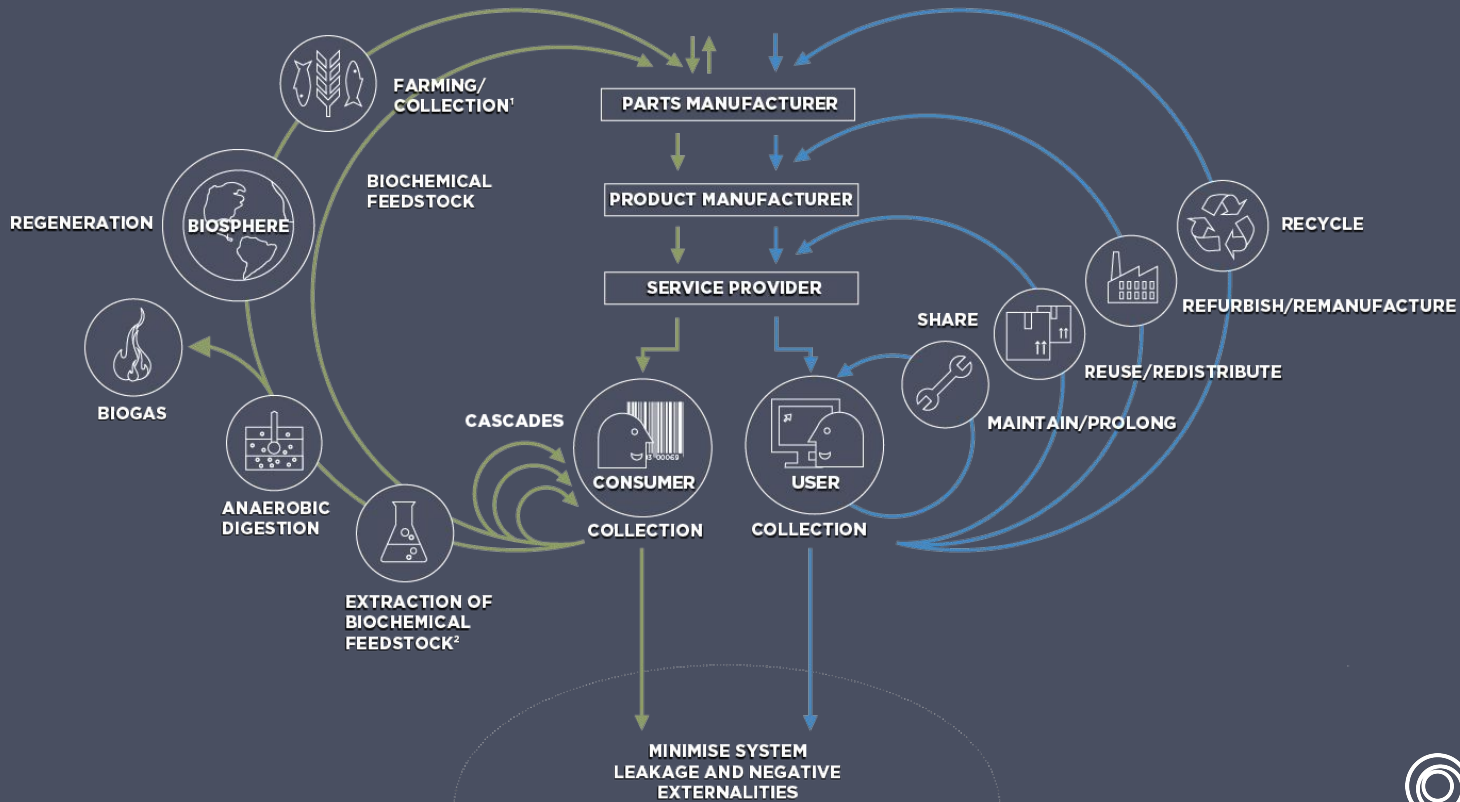 FARMING/
COLLECTION¹
PARTS MANUFACTURER
BIOCHEMICAL
FEEDSTOCK
PRODUCT MANUFACTURER
REGENERATION
BIOSPHERE
RECYCLE
SERVICE PROVIDER
REFURBISH/REMANUFACTURE
SHARE
REUSE/REDISTRIBUTE
BIOGAS
CASCADES
MAINTAIN/PROLONG
CONSUMER
USER
ANAEROBIC
DIGESTION
COLLECTION
COLLECTION
EXTRACTION OF
BIOCHEMICAL
FEEDSTOCK²
MINIMISE SYSTEM
LEAKAGE AND NEGATIVE
EXTERNALITIES